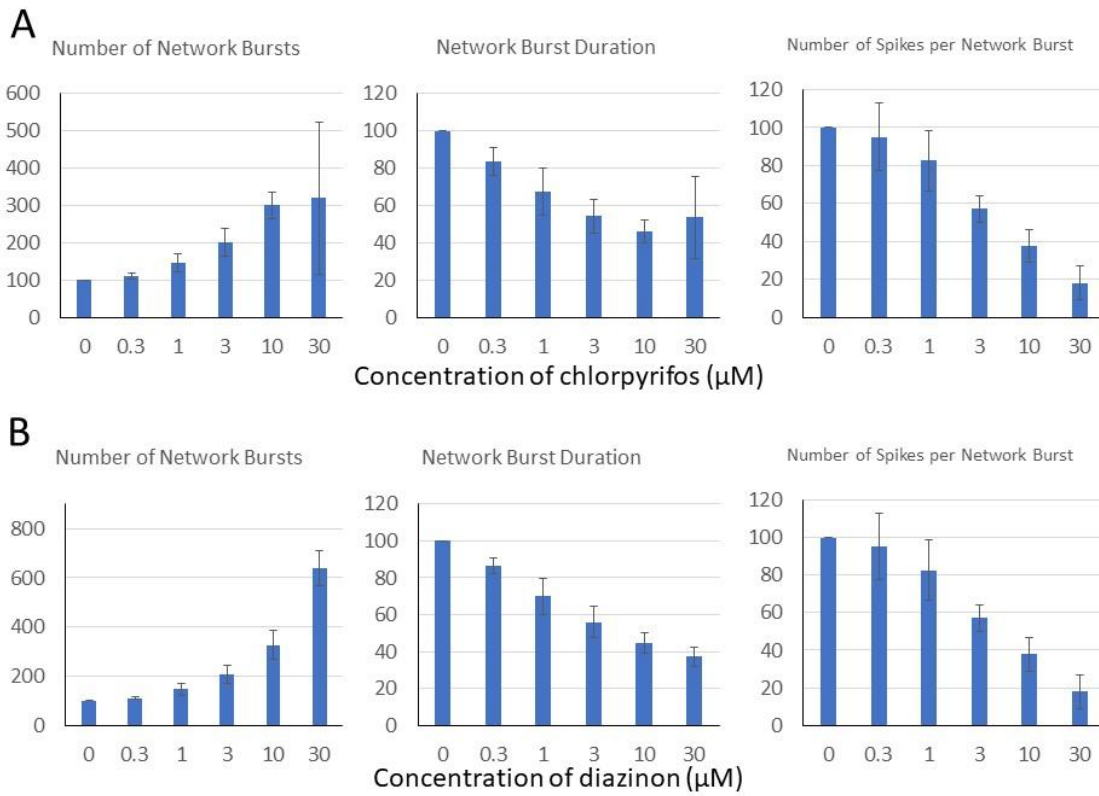 A
Number of Network Bursts
600
500
400
300
200
100
0
0 0.3 1 3 10 30
Network Burst Duration
120
100
80
60
40
20
0
0 0.3 1 3 10 30
Number of Spikes per Network Burst
120
100
80
60
40
20
0
0 0.3 1 3 10 30
Concentration of chlorpyrifos (µM)
B
Number of Network Bursts
800
600
400
200
0
0 0.3 1 3 10 30
Network Burst Duration
120
100
80
60
40
20
0
0 0.3 1 3 10 30
Number of Spikes per Network Burst
120
100
80
60
40
20
0
0 0.3 1 3 10 30
Concentration of diazinon (µM)